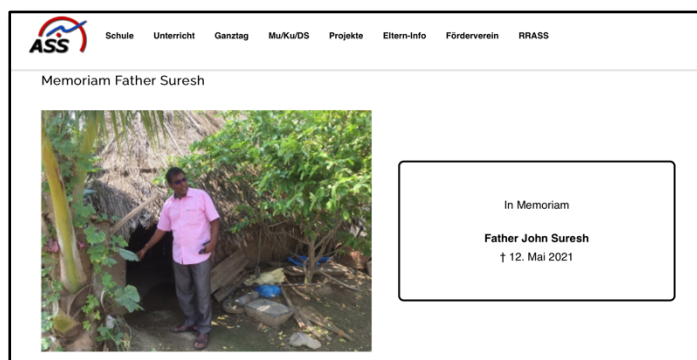 ASS
Schule Unterricht Ganztag Mu/Ku/DS Projekte Eltern-Info Förderverein RRASS
Memoriam Father Suresh
In Memoriam
Father John Suresh
† 12. Mai 2021